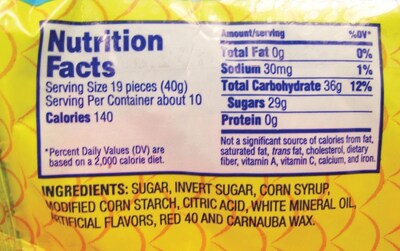 Nutrition Facts
Serving Size 19 pieces (40g)
Serving Per Container about 10
Calories 140
*Percent Daily Values (DV) are
based on a 2,000 calorie diet.
Amount/serving %DV*
Total Fat 0g 0%
Sodium 30mg 1%
Total Carbohydrate 36g 12%
Sugars 29g
Protein 0g
Not a significant source of calories from fat,
saturated fat, trans fat, cholesterol, dietary
fiber, vitamin A, vitamin C, calcium, and iron.
INGREDIENTS: SUGAR, INVERT SUGAR, CORN SYRUP,
MODIFIED CORN STARCH, CITRIC ACID, WHITE MINERAL OIL,
ARTIFICIAL FLAVORS, RED 40 AND CARNAUBA WAX.